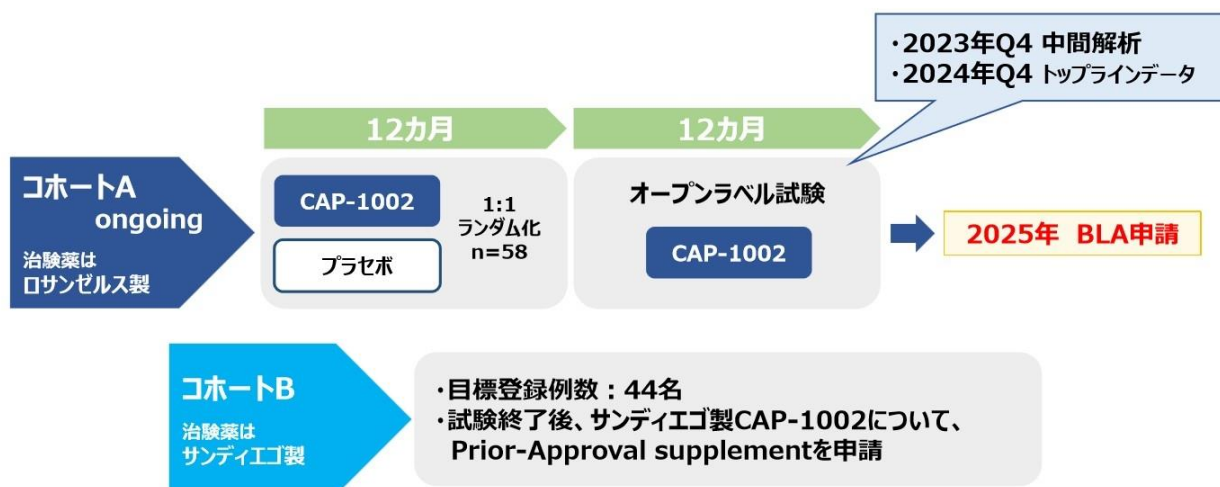 ・2023年Q4 中間解析
・2024年Q4 トップラインデータ
12カ月
12カ月
コホートA
ongoing
治験薬は
ロサンゼルス製
CAP-1002
プラセボ
1:1
ランダム化
n=58
オープンラベル試験
CAP-1002
2025年 BLA申請
コホートB
治験薬は
サンディエゴ製
・目標登録例数：44名
・試験終了後、サンディエゴ製CAP-1002について、
Prior-Approval supplementを申請